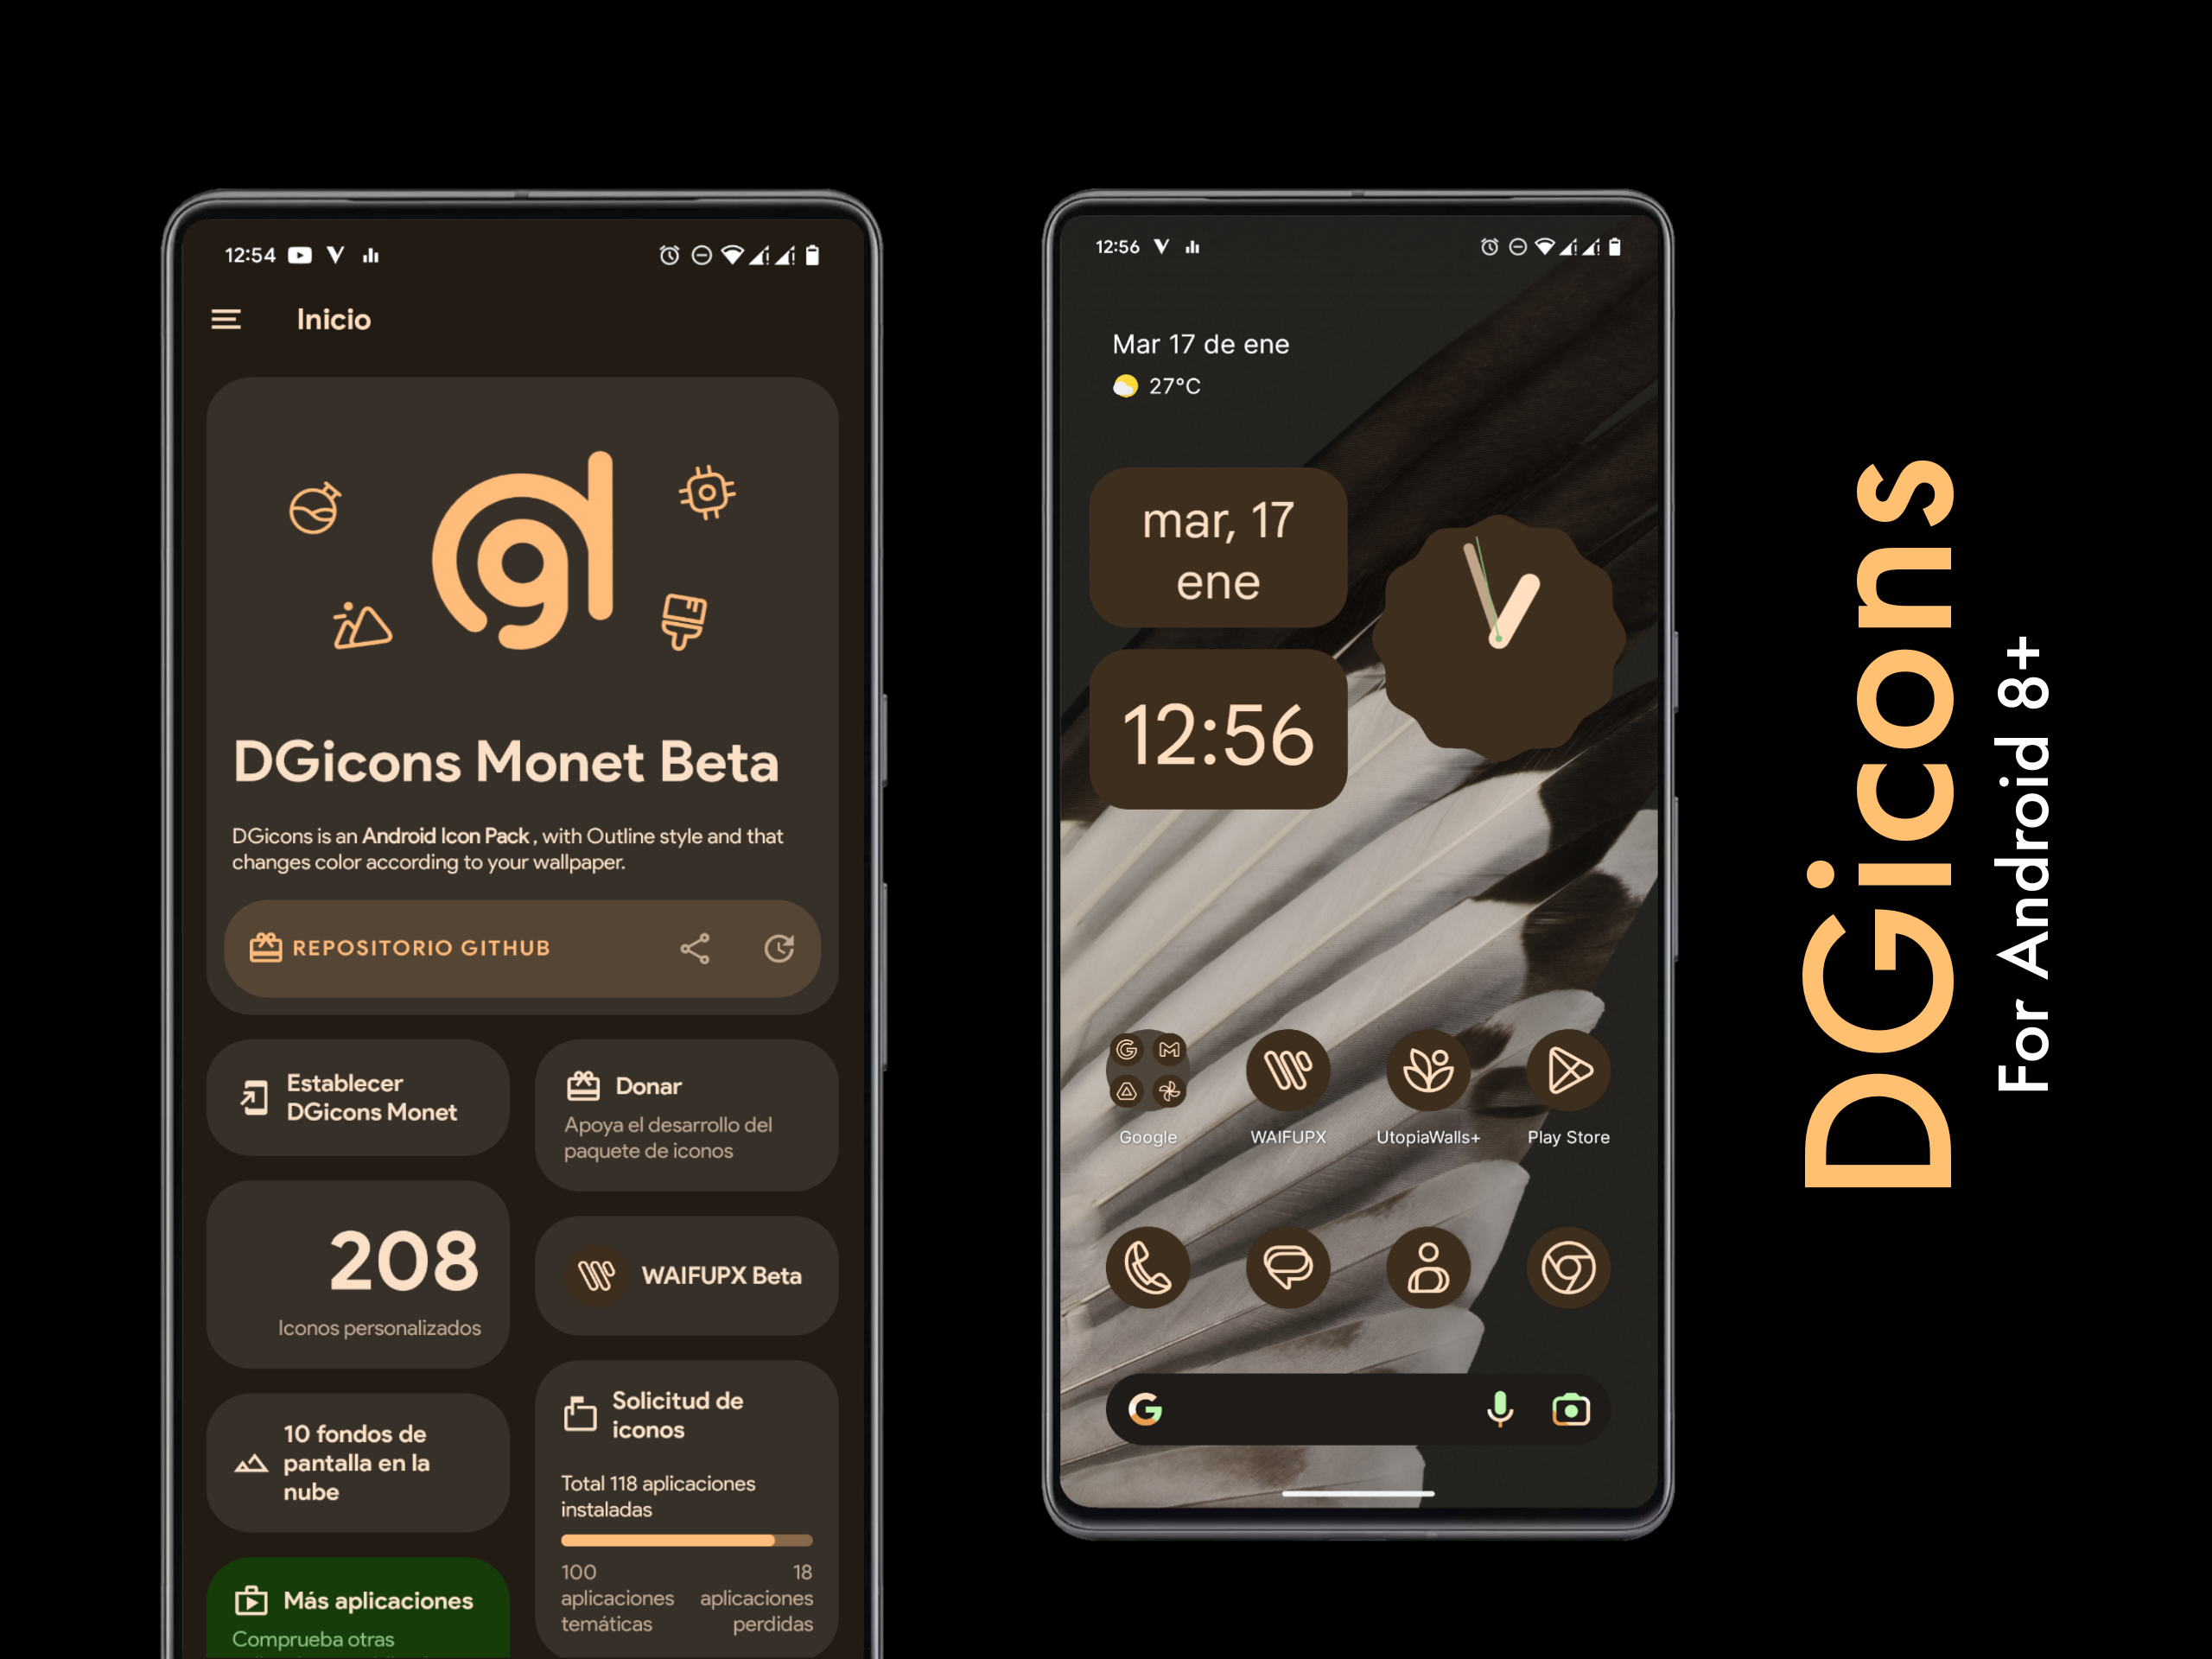 12:54
Inicio
DGicons Monet Beta
DGicons is an Android Icon Pack , with Outline style and that
changes color according to your wallpaper.
REPOSITORIO GITHUB
Establecer
DGicons Monet
Donar
Apoya el desarrollo del
paquete de iconos
208
Iconos personalizados
WAIFUPX Beta
10 fondos de
pantalla en la
nube
Solicitud de
iconos
Total 118 aplicaciones
instaladas
100
aplicaciones
temáticas
18
aplicaciones
perdidas
Más aplicaciones
Comprueba otras
12:56
Mar 17 de ene
27°C
mar, 17
ene
12:56
Google
WAIFUPX
UtopiaWalls+
Play Store
DGicons
For Android 8+